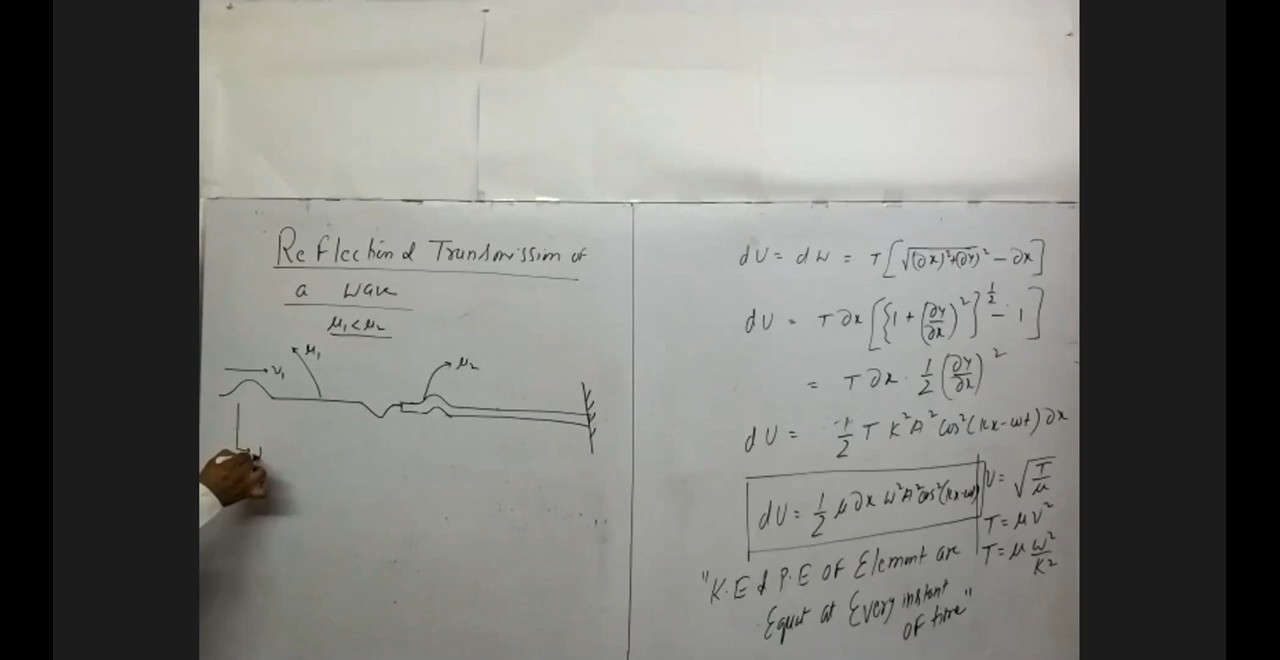 Reflection & Transmission of
a Wave
μ₁ < μ₂
μ₁
v₁
μ₂
dU = dW = T[√(∂x)²+(∂y)² - ∂x]
dU = T∂x[{1 + (∂y/∂x)²}^½ - 1]
= T∂x · ½ (∂y/∂x)²
dU = ½ T K²A² cos²(Kx-ωt) ∂x
dU = ½ μ∂x ω²A² cos²(Kx-ωt)
v = √(T/μ)
T = μv²
T = μ ω²/K²
"K.E & P.E OF Element are
Equal at Every instant
OF time"